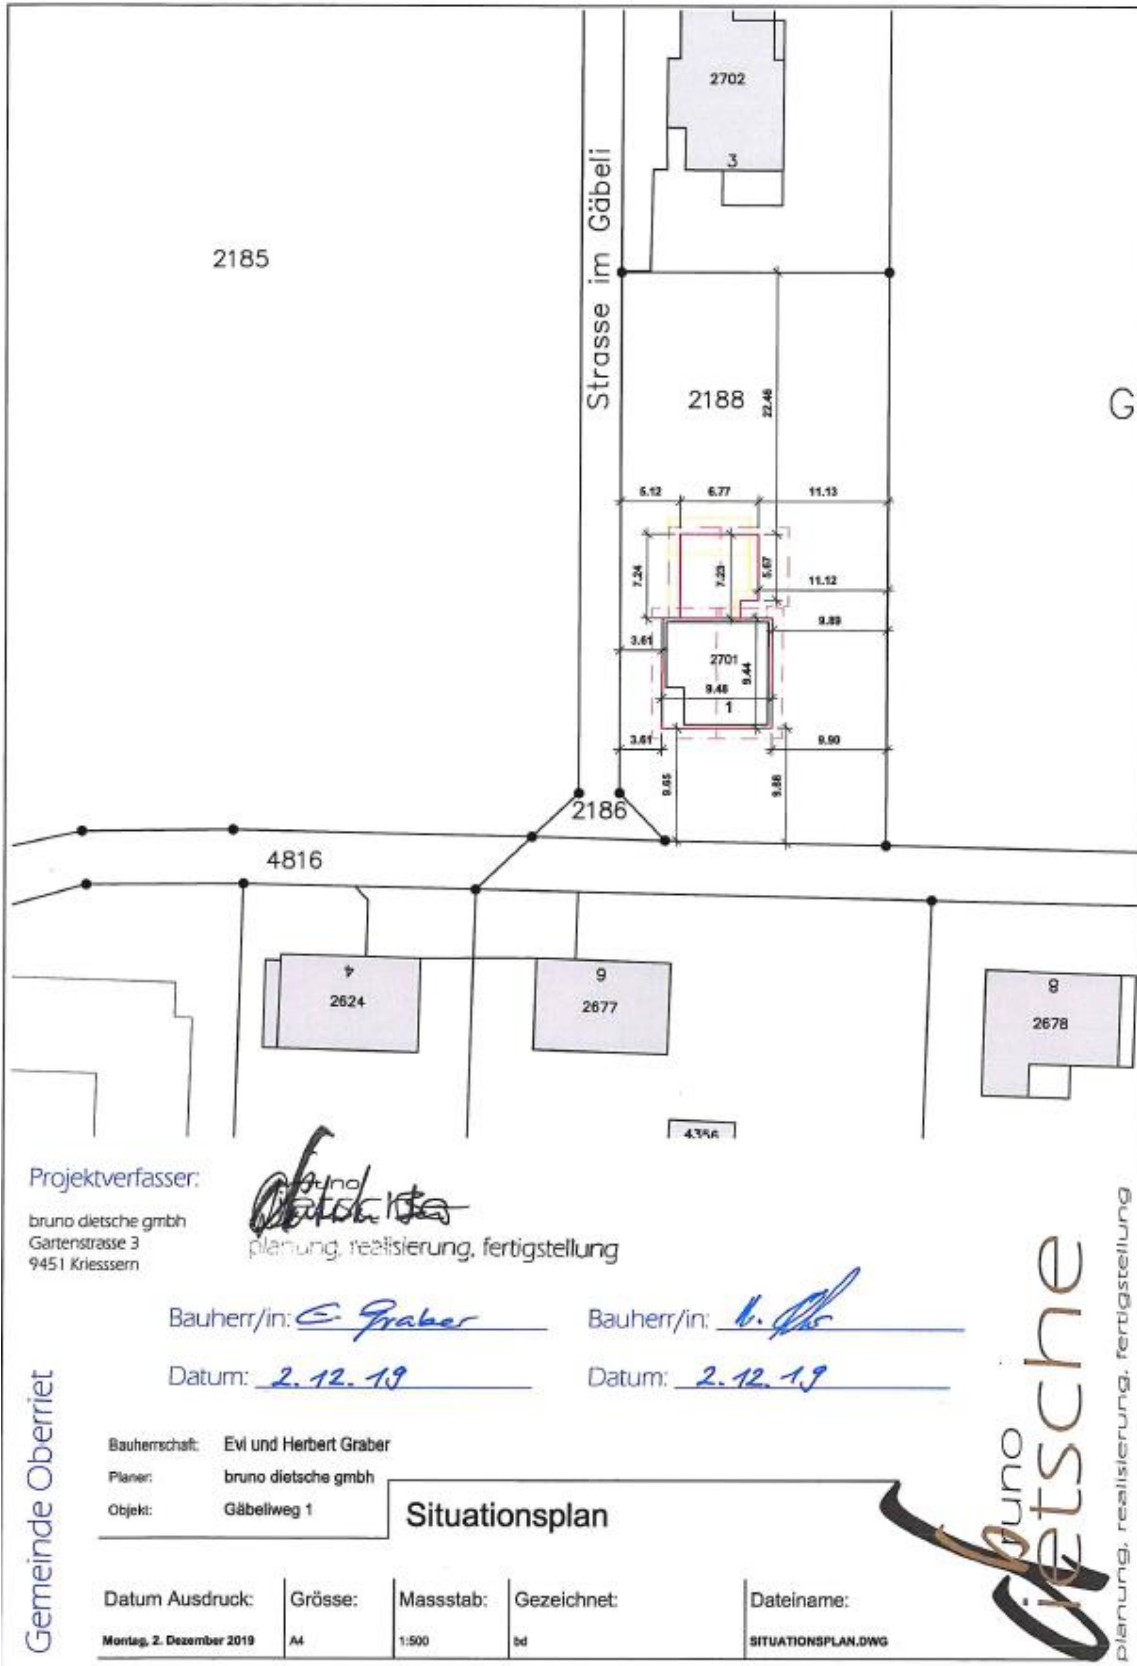 2702
3
2185
Strasse im Gäbeli
G
2188
22.46
5.12
6.77
11.13
7.24
7.23
5.67
11.12
9.89
3.61
2701
9.44
9.48
1
3.61
9.90
9.65
9.86
2186
4816
4
2624
6
2677
8
2678
4356
Projektverfasser:
bruno dietsche gmbh
Gartenstrasse 3
9451 Kriesssern
planung, realisierung, fertigstellung
Bauherr/in: E. Graber
Bauherr/in:
Datum: 2.12.19
Datum: 2.12.19
Gemeinde Oberriet
Bauherrschaft: Evi und Herbert Graber
Planer: bruno dietsche gmbh
Objekt: Gäbeliweg 1
Situationsplan
Datum Ausdruck: Grösse: Massstab: Gezeichnet: Dateiname:
Montag, 2. Dezember 2019 A4 1:500 bd SITUATIONSPLAN.DWG
bruno
dietsche
planung, realisierung, fertigstellung